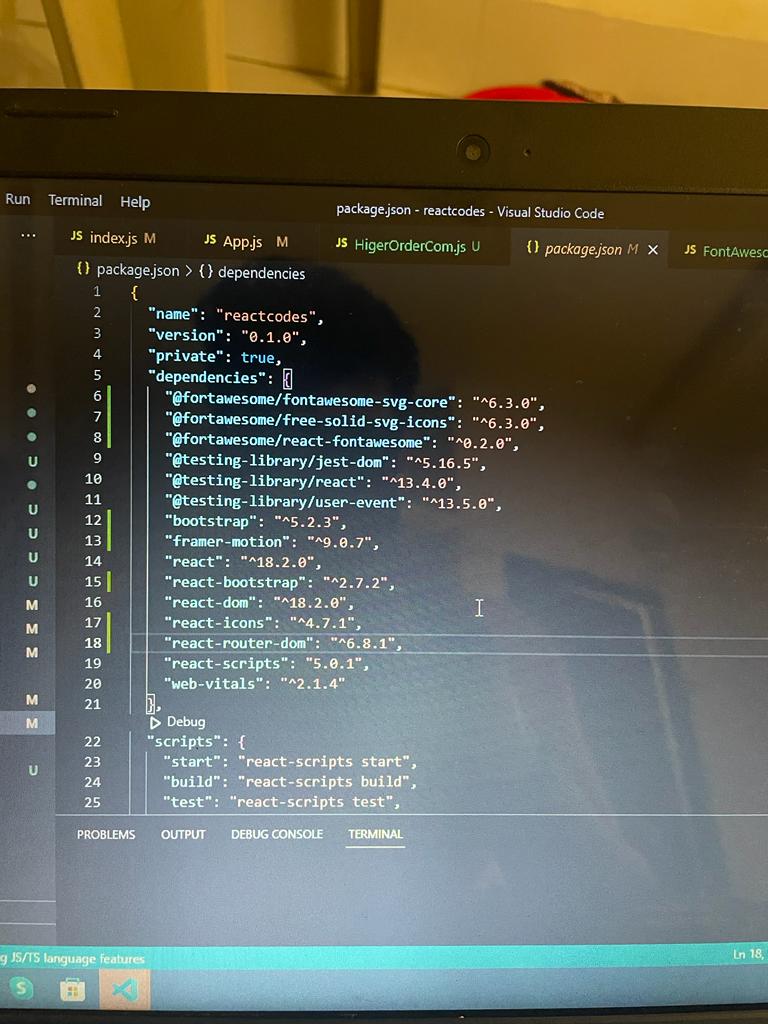 Run Terminal Help
package.json - reactcodes - Visual Studio Code
··· JS index.js M JS App.js M JS HigerOrderCom.js U {} package.json M × JS FontAweso
{} package.json > {} dependencies
1 {
2 "name": "reactcodes",
3 "version": "0.1.0",
4 "private": true,
5 "dependencies": {
6 "@fortawesome/fontawesome-svg-core": "^6.3.0",
7 "@fortawesome/free-solid-svg-icons": "^6.3.0",
8 "@fortawesome/react-fontawesome": "^0.2.0",
U 9 "@testing-library/jest-dom": "^5.16.5",
10 "@testing-library/react": "^13.4.0",
U 11 "@testing-library/user-event": "^13.5.0",
U 12 "bootstrap": "^5.2.3",
13 "framer-motion": "^9.0.7",
U 14 "react": "^18.2.0",
U 15 "react-bootstrap": "^2.7.2",
M 16 "react-dom": "^18.2.0",
M 17 "react-icons": "^4.7.1",
M 18 "react-router-dom": "^6.8.1",
19 "react-scripts": "5.0.1",
20 "web-vitals": "^2.1.4"
M 21 },
M Debug
22 "scripts": {
U 23 "start": "react-scripts start",
24 "build": "react-scripts build",
25 "test": "react-scripts test",
PROBLEMS OUTPUT DEBUG CONSOLE TERMINAL
g JS/TS language features Ln 18,
S